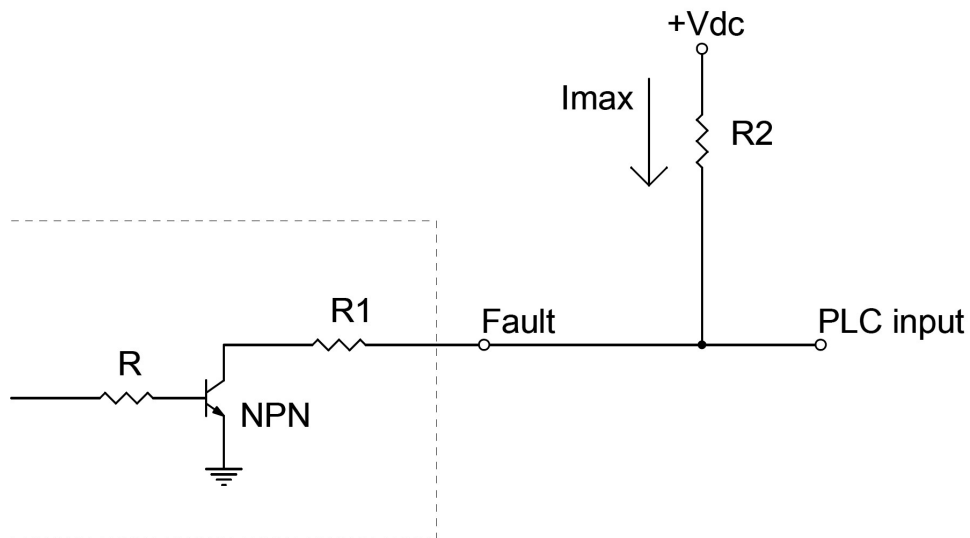 +Vdc
Imax
R2
R1
Fault
PLC input
R
NPN